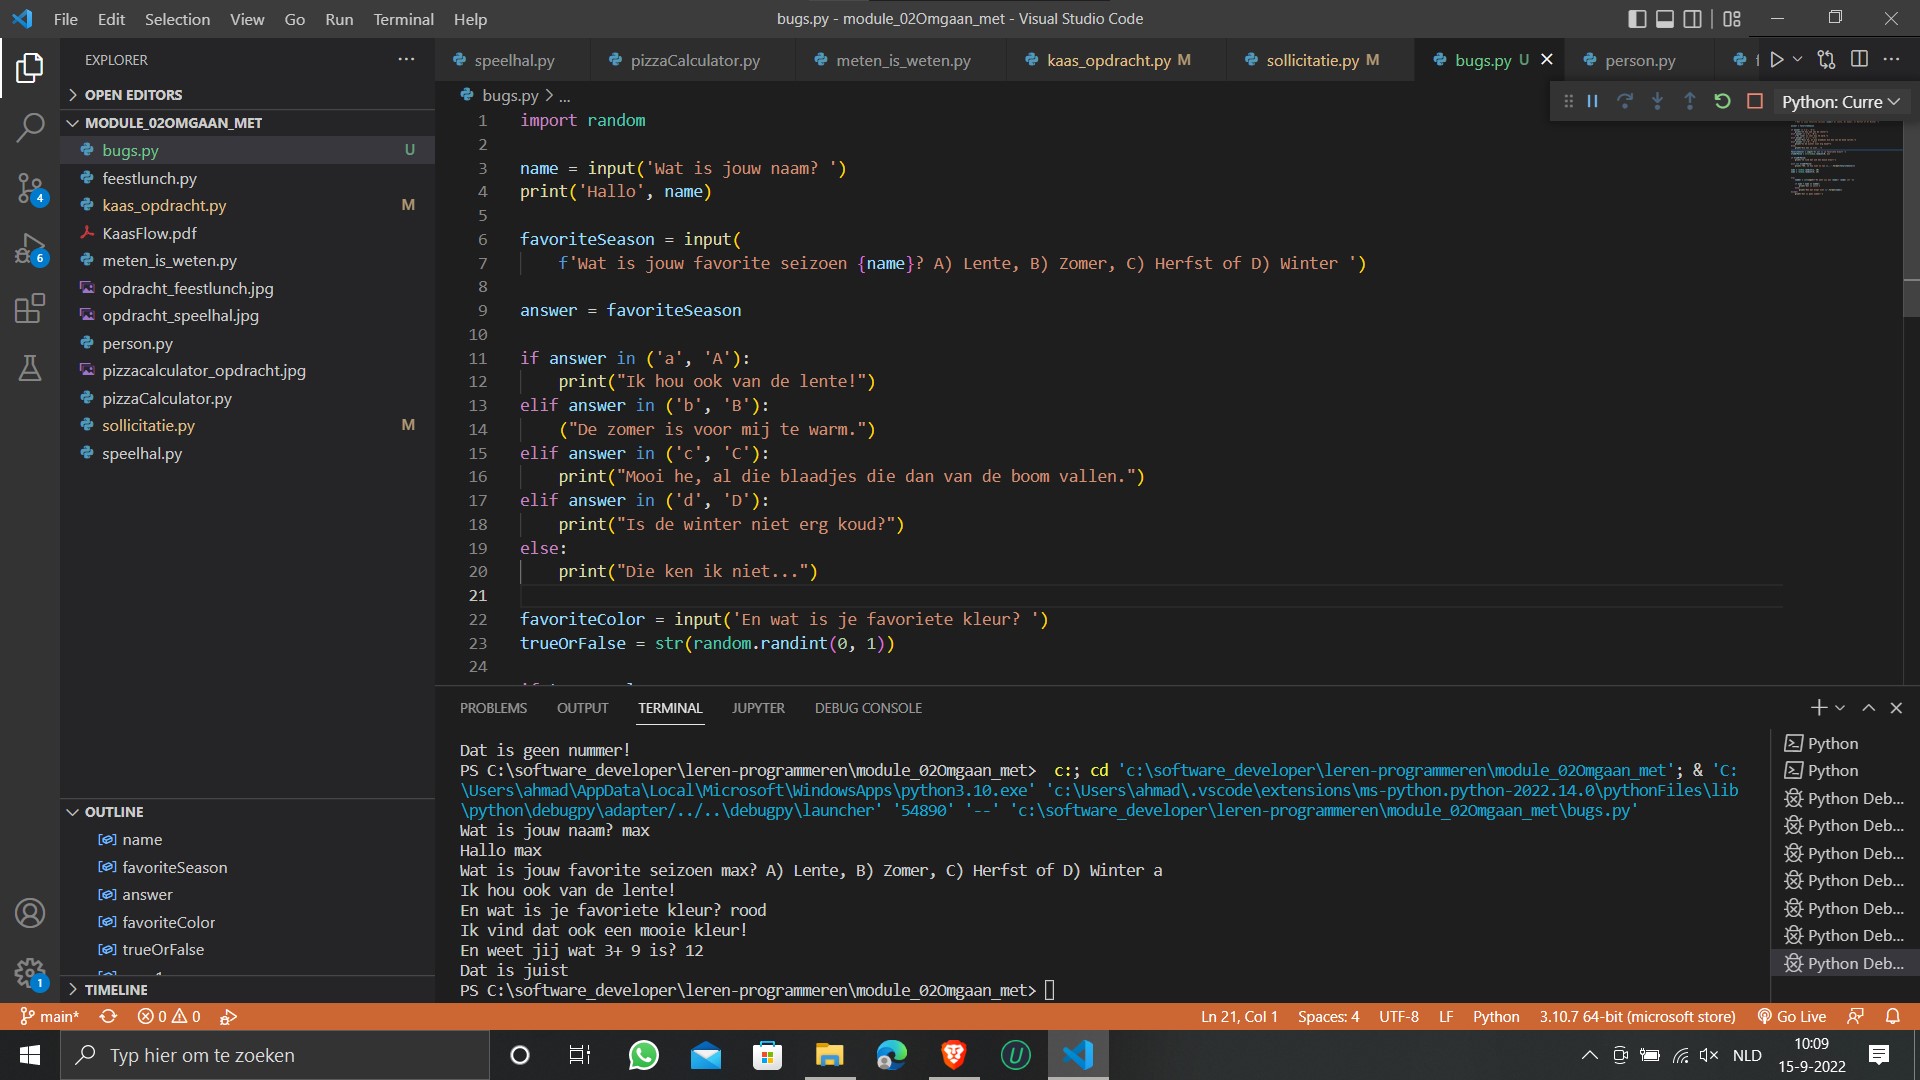 File Edit Selection View Go Run Terminal Help
bugs.py - module_02Omgaan_met - Visual Studio Code
EXPLORER
OPEN EDITORS
MODULE_02OMGAAN_MET
bugs.py U
feestlunch.py
kaas_opdracht.py M
KaasFlow.pdf
meten_is_weten.py
opdracht_feestlunch.jpg
opdracht_speelhal.jpg
person.py
pizzacalculator_opdracht.jpg
pizzaCalculator.py
sollicitatie.py M
speelhal.py
4
6
1
OUTLINE
name
favoriteSeason
answer
favoriteColor
trueOrFalse
TIMELINE
speelhal.py pizzaCalculator.py meten_is_weten.py kaas_opdracht.py M sollicitatie.py M bugs.py U person.py
bugs.py > ...
Python: Curre
1 import random
2
3 name = input('Wat is jouw naam? ')
4 print('Hallo', name)
5
6 favoriteSeason = input(
7 f'Wat is jouw favorite seizoen {name}? A) Lente, B) Zomer, C) Herfst of D) Winter ')
8
9 answer = favoriteSeason
10
11 if answer in ('a', 'A'):
12 print("Ik hou ook van de lente!")
13 elif answer in ('b', 'B'):
14 ("De zomer is voor mij te warm.")
15 elif answer in ('c', 'C'):
16 print("Mooi he, al die blaadjes die dan van de boom vallen.")
17 elif answer in ('d', 'D'):
18 print("Is de winter niet erg koud?")
19 else:
20 print("Die ken ik niet...")
21
22 favoriteColor = input('En wat is je favoriete kleur? ')
23 trueOrFalse = str(random.randint(0, 1))
24
PROBLEMS OUTPUT TERMINAL JUPYTER DEBUG CONSOLE
Dat is geen nummer!
PS C:\software_developer\leren-programmeren\module_02Omgaan_met> c:; cd 'c:\software_developer\leren-programmeren\module_02Omgaan_met'; & 'C:
\Users\ahmad\AppData\Local\Microsoft\WindowsApps\python3.10.exe' 'c:\Users\ahmad\.vscode\extensions\ms-python.python-2022.14.0\pythonFiles\lib
\python\debugpy\adapter/../..\debugpy\launcher' '54890' '--' 'c:\software_developer\leren-programmeren\module_02Omgaan_met\bugs.py'
Wat is jouw naam? max
Hallo max
Wat is jouw favorite seizoen max? A) Lente, B) Zomer, C) Herfst of D) Winter a
Ik hou ook van de lente!
En wat is je favoriete kleur? rood
Ik vind dat ook een mooie kleur!
En weet jij wat 3+ 9 is? 12
Dat is juist
PS C:\software_developer\leren-programmeren\module_02Omgaan_met>
Python
Python
Python Deb...
Python Deb...
Python Deb...
Python Deb...
Python Deb...
Python Deb...
Python Deb...
main* 0 0
Ln 21, Col 1 Spaces: 4 UTF-8 LF Python 3.10.7 64-bit (microsoft store) Go Live
Typ hier om te zoeken
NLD
10:09
15-9-2022